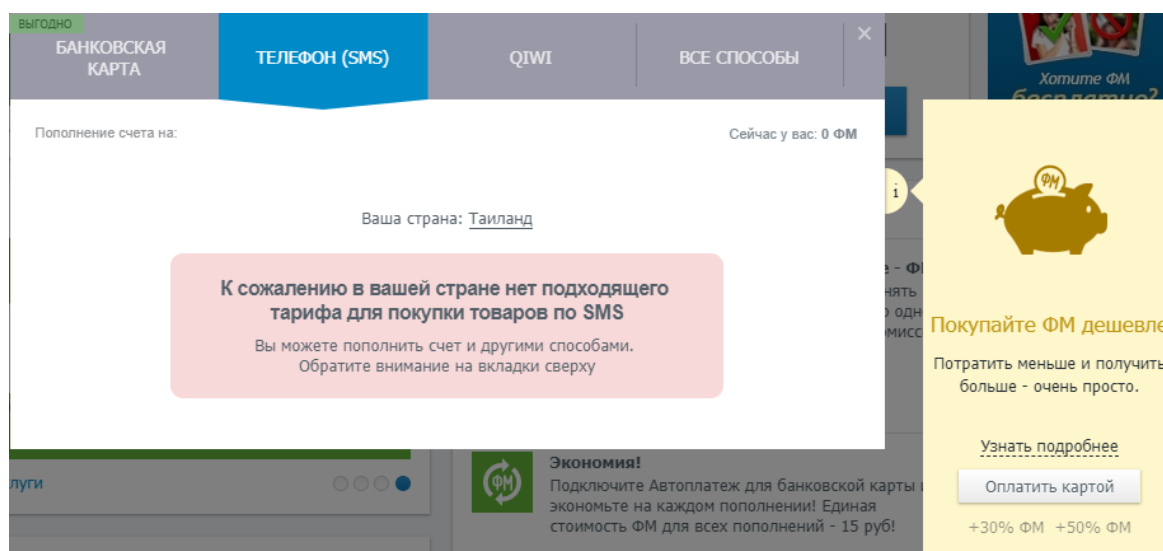 ВЫГОДНО
БАНКОВСКАЯ
КАРТА
ТЕЛЕФОН (SMS)
QIWI
ВСЕ СПОСОБЫ
×
Пополнение счета на:
Сейчас у вас: 0 ФМ
Ваша страна: Таиланд
К сожалению в вашей стране нет подходящего
тарифа для покупки товаров по SMS
Вы можете пополнить счет и другими способами.
Обратите внимание на вкладки сверху
Хотите ФМ
бесплатно?
i
ФМ
Покупайте ФМ дешевле
Потратить меньше и получить
больше - очень просто.
Узнать подробнее
Оплатить картой
+30% ФМ +50% ФМ
ФМ
Экономия!
Подключите Автоплатеж для банковской карты
экономьте на каждом пополнении! Единая
стоимость ФМ для всех пополнений - 15 руб!